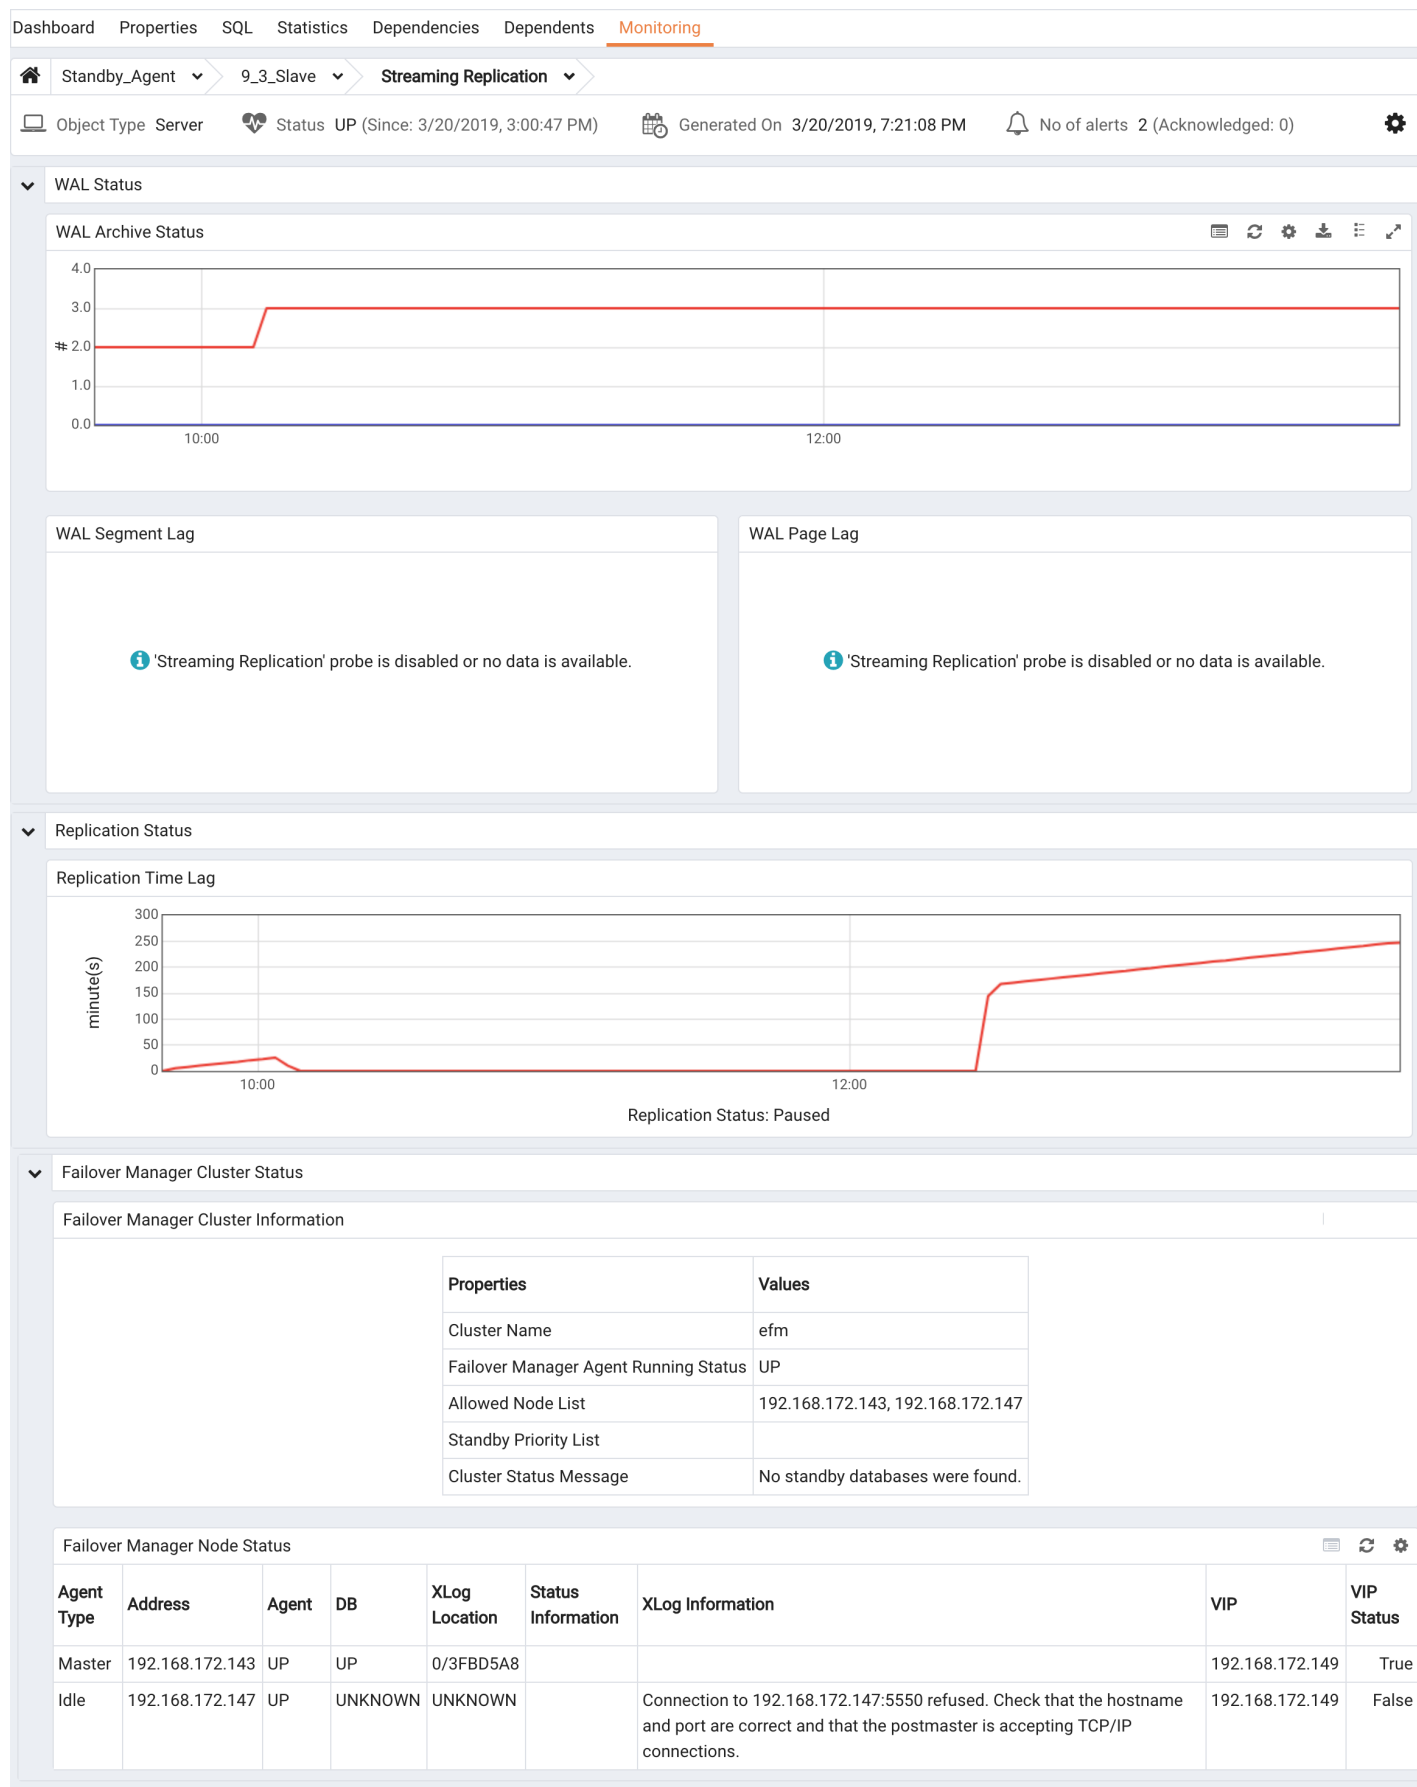 Dashboard Properties SQL Statistics Dependencies Dependents Monitoring
Standby_Agent 9_3_Slave Streaming Replication
Object Type Server Status UP (Since: 3/20/2019, 3:00:47 PM) Generated On 3/20/2019, 7:21:08 PM No of alerts 2 (Acknowledged: 0)
WAL Status
WAL Archive Status
4.0
3.0
# 2.0
1.0
0.0
10:00 12:00
WAL Segment Lag
'Streaming Replication' probe is disabled or no data is available.
WAL Page Lag
'Streaming Replication' probe is disabled or no data is available.
Replication Status
Replication Time Lag
minute(s)
300
250
200
150
100
50
0
10:00 12:00
Replication Status: Paused
Failover Manager Cluster Status
Failover Manager Cluster Information
Properties Values
Cluster Name efm
Failover Manager Agent Running Status UP
Allowed Node List 192.168.172.143, 192.168.172.147
Standby Priority List
Cluster Status Message No standby databases were found.
Failover Manager Node Status
Agent Type Address Agent DB XLog Location Status Information XLog Information VIP VIP Status
Master 192.168.172.143 UP UP 0/3FBD5A8 192.168.172.149 True
Idle 192.168.172.147 UP UNKNOWN UNKNOWN Connection to 192.168.172.147:5550 refused. Check that the hostname 192.168.172.149 False
and port are correct and that the postmaster is accepting TCP/IP
connections.